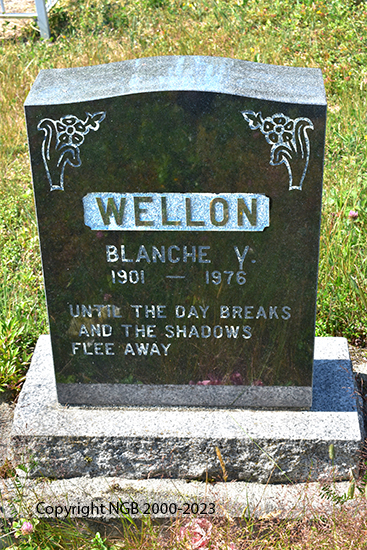 WELLON
BLANCHE V.
1901 — 1976
UNTIL THE DAY BREAKS
AND THE SHADOWS
FLEE AWAY
Copyright NGB 2000-2023